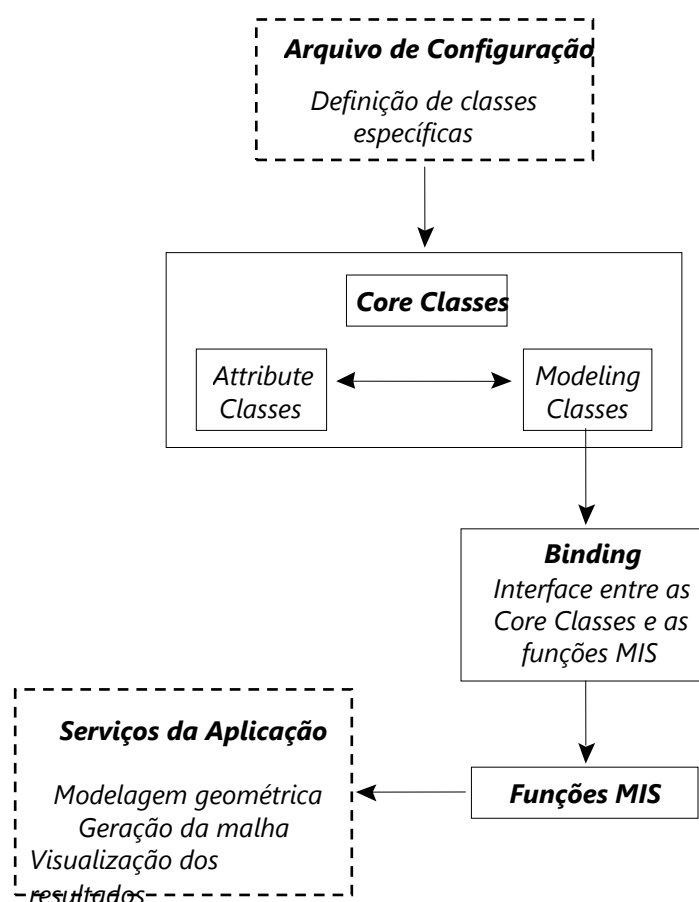 Arquivo de Configuração
Definição de classes
específicas
Core Classes
Attribute
Classes
Modeling
Classes
Binding
Interface entre as
Core Classes e as
funções MIS
Serviços da Aplicação
Modelagem geométrica
Geração da malha
Visualização dos
resultados
Funções MIS